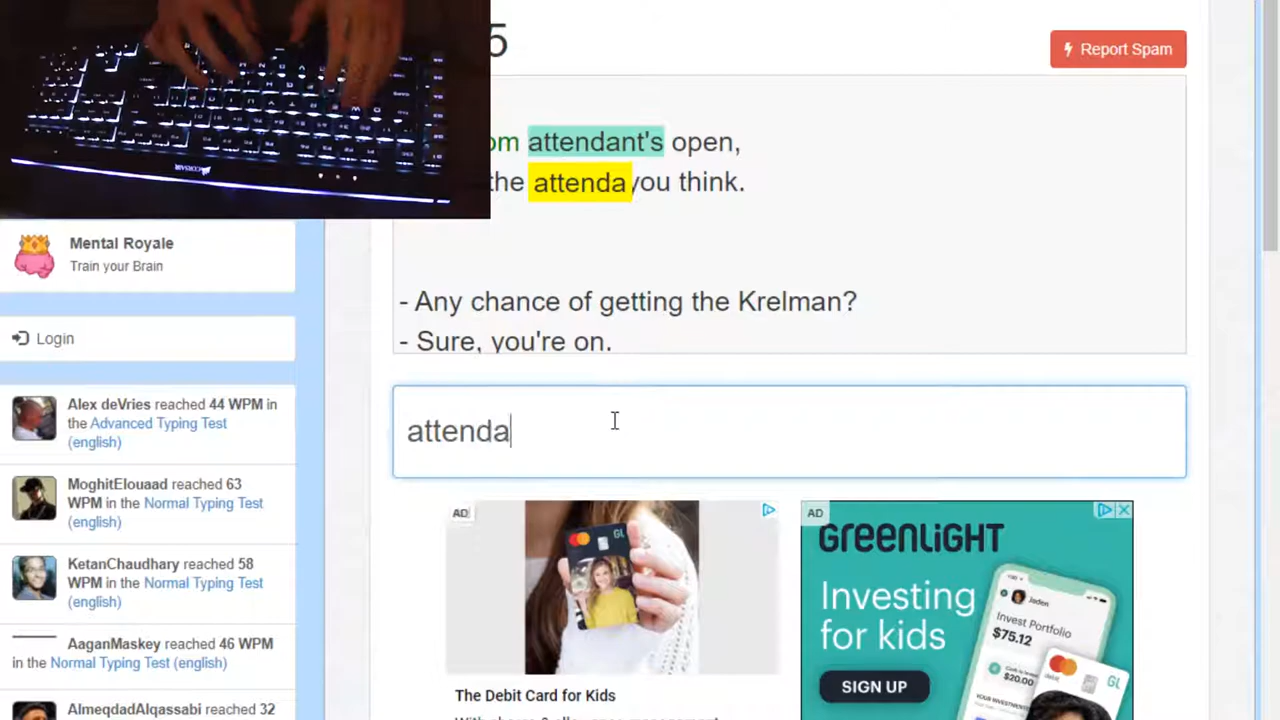 5
Report Spam
om attendant's open,
the attenda you think.
- Any chance of getting the Krelman?
- Sure, you're on.
attenda
Mental Royale
Train your Brain
Login
Alex deVries reached 44 WPM in
the Advanced Typing Test
(english)
MoghitElouaad reached 63
WPM in the Normal Typing Test
(english)
KetanChaudhary reached 58
WPM in the Normal Typing Test
(english)
AaganMaskey reached 46 WPM
in the Normal Typing Test (english)
AlmeqdadAlqassabi reached 32
AD
The Debit Card for Kids
AD
GREENLIGHT
Investing
for kids
SIGN UP
Jaden
Invest Portfolio
$75.12
$20.00
CORSAIR